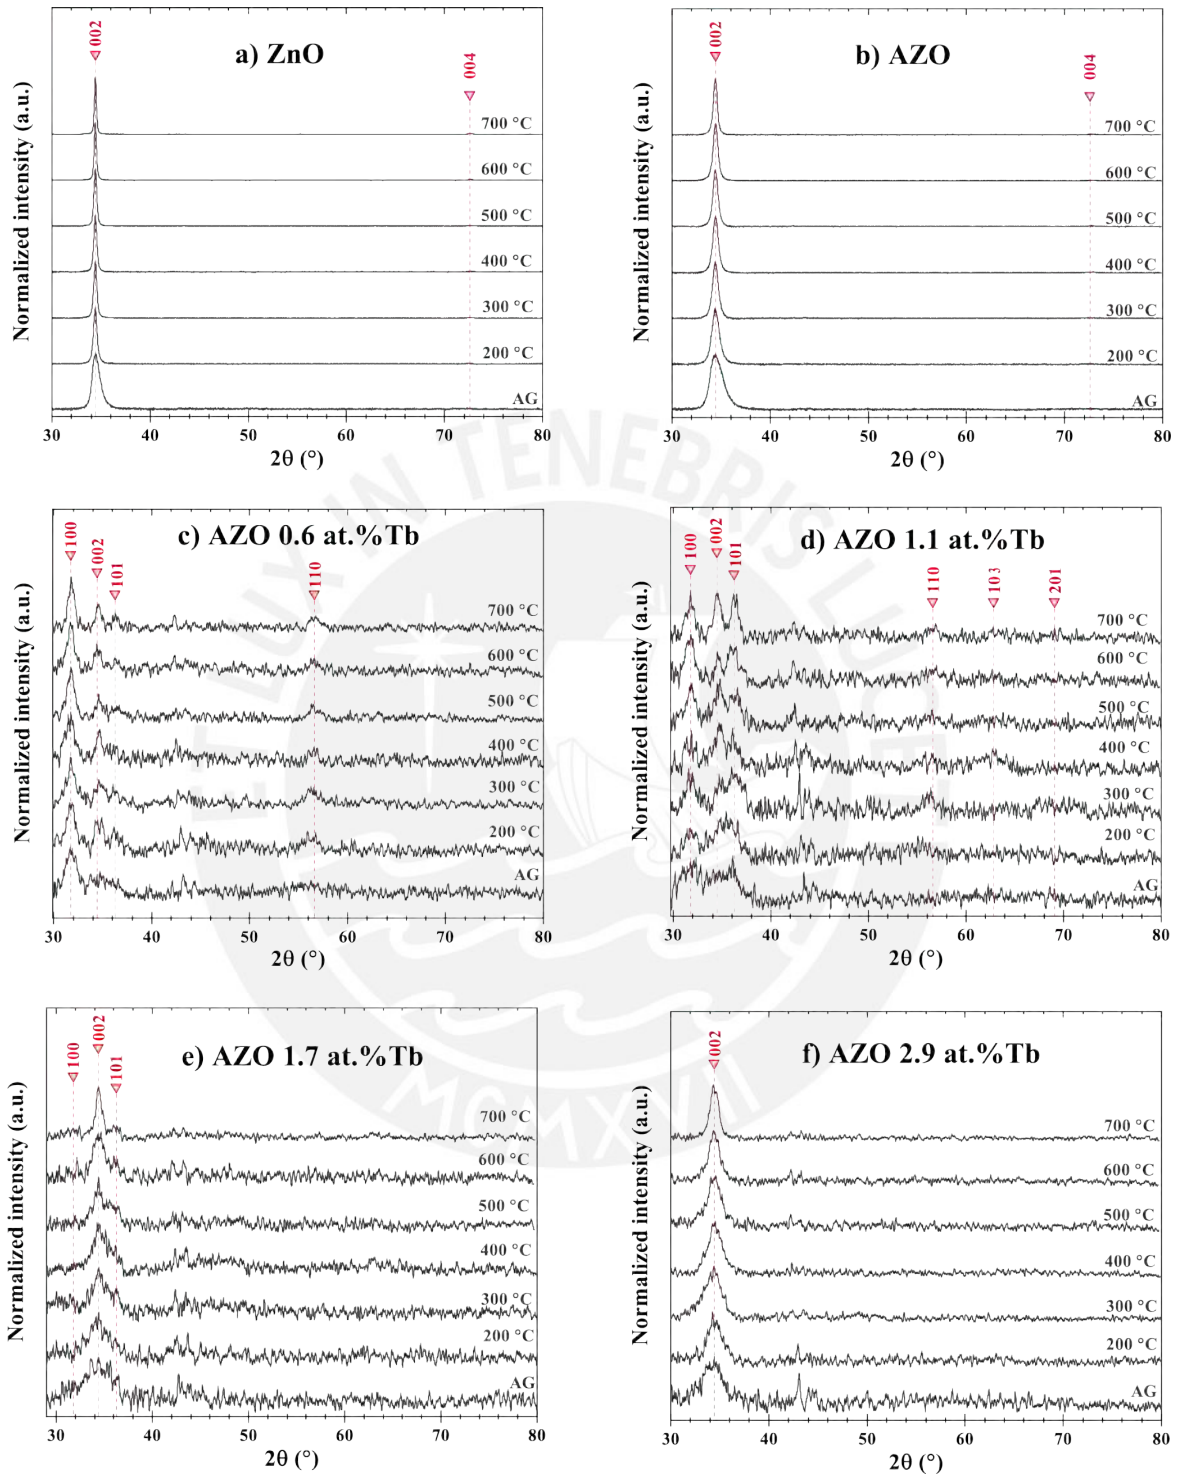 a) ZnO
002
004
700 °C
600 °C
500 °C
400 °C
300 °C
200 °C
AG
Normalized intensity (a.u.)
30 40 50 60 70 80
2θ (°)
b) AZO
002
004
700 °C
600 °C
500 °C
400 °C
300 °C
200 °C
AG
Normalized intensity (a.u.)
30 40 50 60 70 80
2θ (°)
c) AZO 0.6 at.%Tb
100
002
101
110
700 °C
600 °C
500 °C
400 °C
300 °C
200 °C
AG
Normalized intensity (a.u.)
30 40 50 60 70 80
2θ (°)
d) AZO 1.1 at.%Tb
100
002
101
110
103
201
700 °C
600 °C
500 °C
400 °C
300 °C
200 °C
AG
Normalized intensity (a.u.)
30 40 50 60 70 80
2θ (°)
e) AZO 1.7 at.%Tb
100
002
101
700 °C
600 °C
500 °C
400 °C
300 °C
200 °C
AG
Normalized intensity (a.u.)
30 40 50 60 70 80
2θ (°)
f) AZO 2.9 at.%Tb
002
700 °C
600 °C
500 °C
400 °C
300 °C
200 °C
AG
Normalized intensity (a.u.)
30 40 50 60 70 80
2θ (°)
ET LUX IN TENEBRIS LUCET
MCMXVII